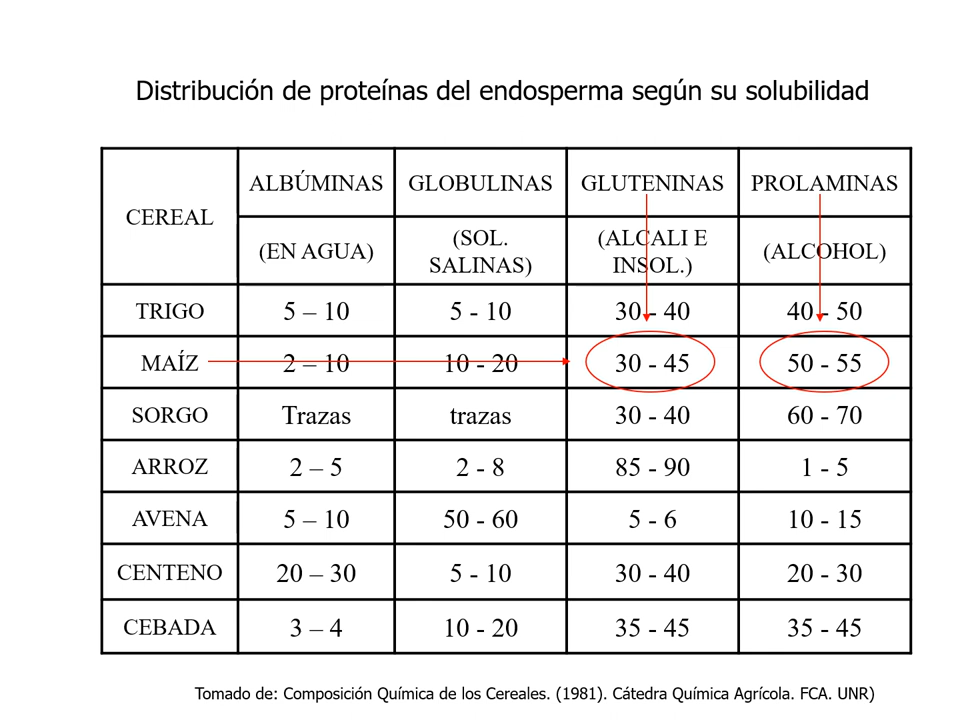 Distribución de proteínas del endosperma según su solubilidad
CEREAL
ALBÚMINAS GLOBULINAS GLUTENINAS PROLAMINAS
(EN AGUA) (SOL. SALINAS) (ALCALI E INSOL.) (ALCOHOL)
TRIGO 5 – 10 5 - 10 30 - 40 40 - 50
MAÍZ 2 – 10 10 - 20 30 - 45 50 - 55
SORGO Trazas trazas 30 - 40 60 - 70
ARROZ 2 – 5 2 - 8 85 - 90 1 - 5
AVENA 5 – 10 50 - 60 5 - 6 10 - 15
CENTENO 20 – 30 5 - 10 30 - 40 20 - 30
CEBADA 3 – 4 10 - 20 35 - 45 35 - 45
Tomado de: Composición Química de los Cereales. (1981). Cátedra Química Agrícola. FCA. UNR)